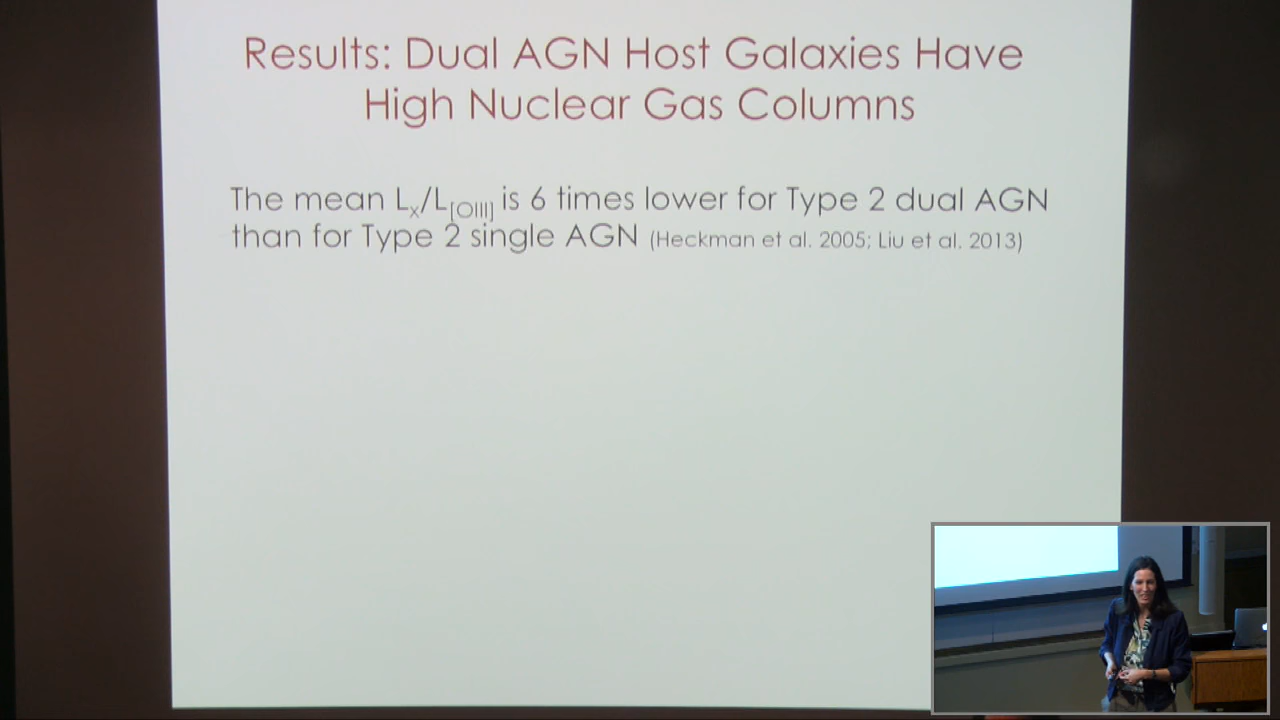 Results: Dual AGN Host Galaxies Have
High Nuclear Gas Columns
The mean Lx/L[OIII] is 6 times lower for Type 2 dual AGN
than for Type 2 single AGN (Heckman et al. 2005; Liu et al. 2013)